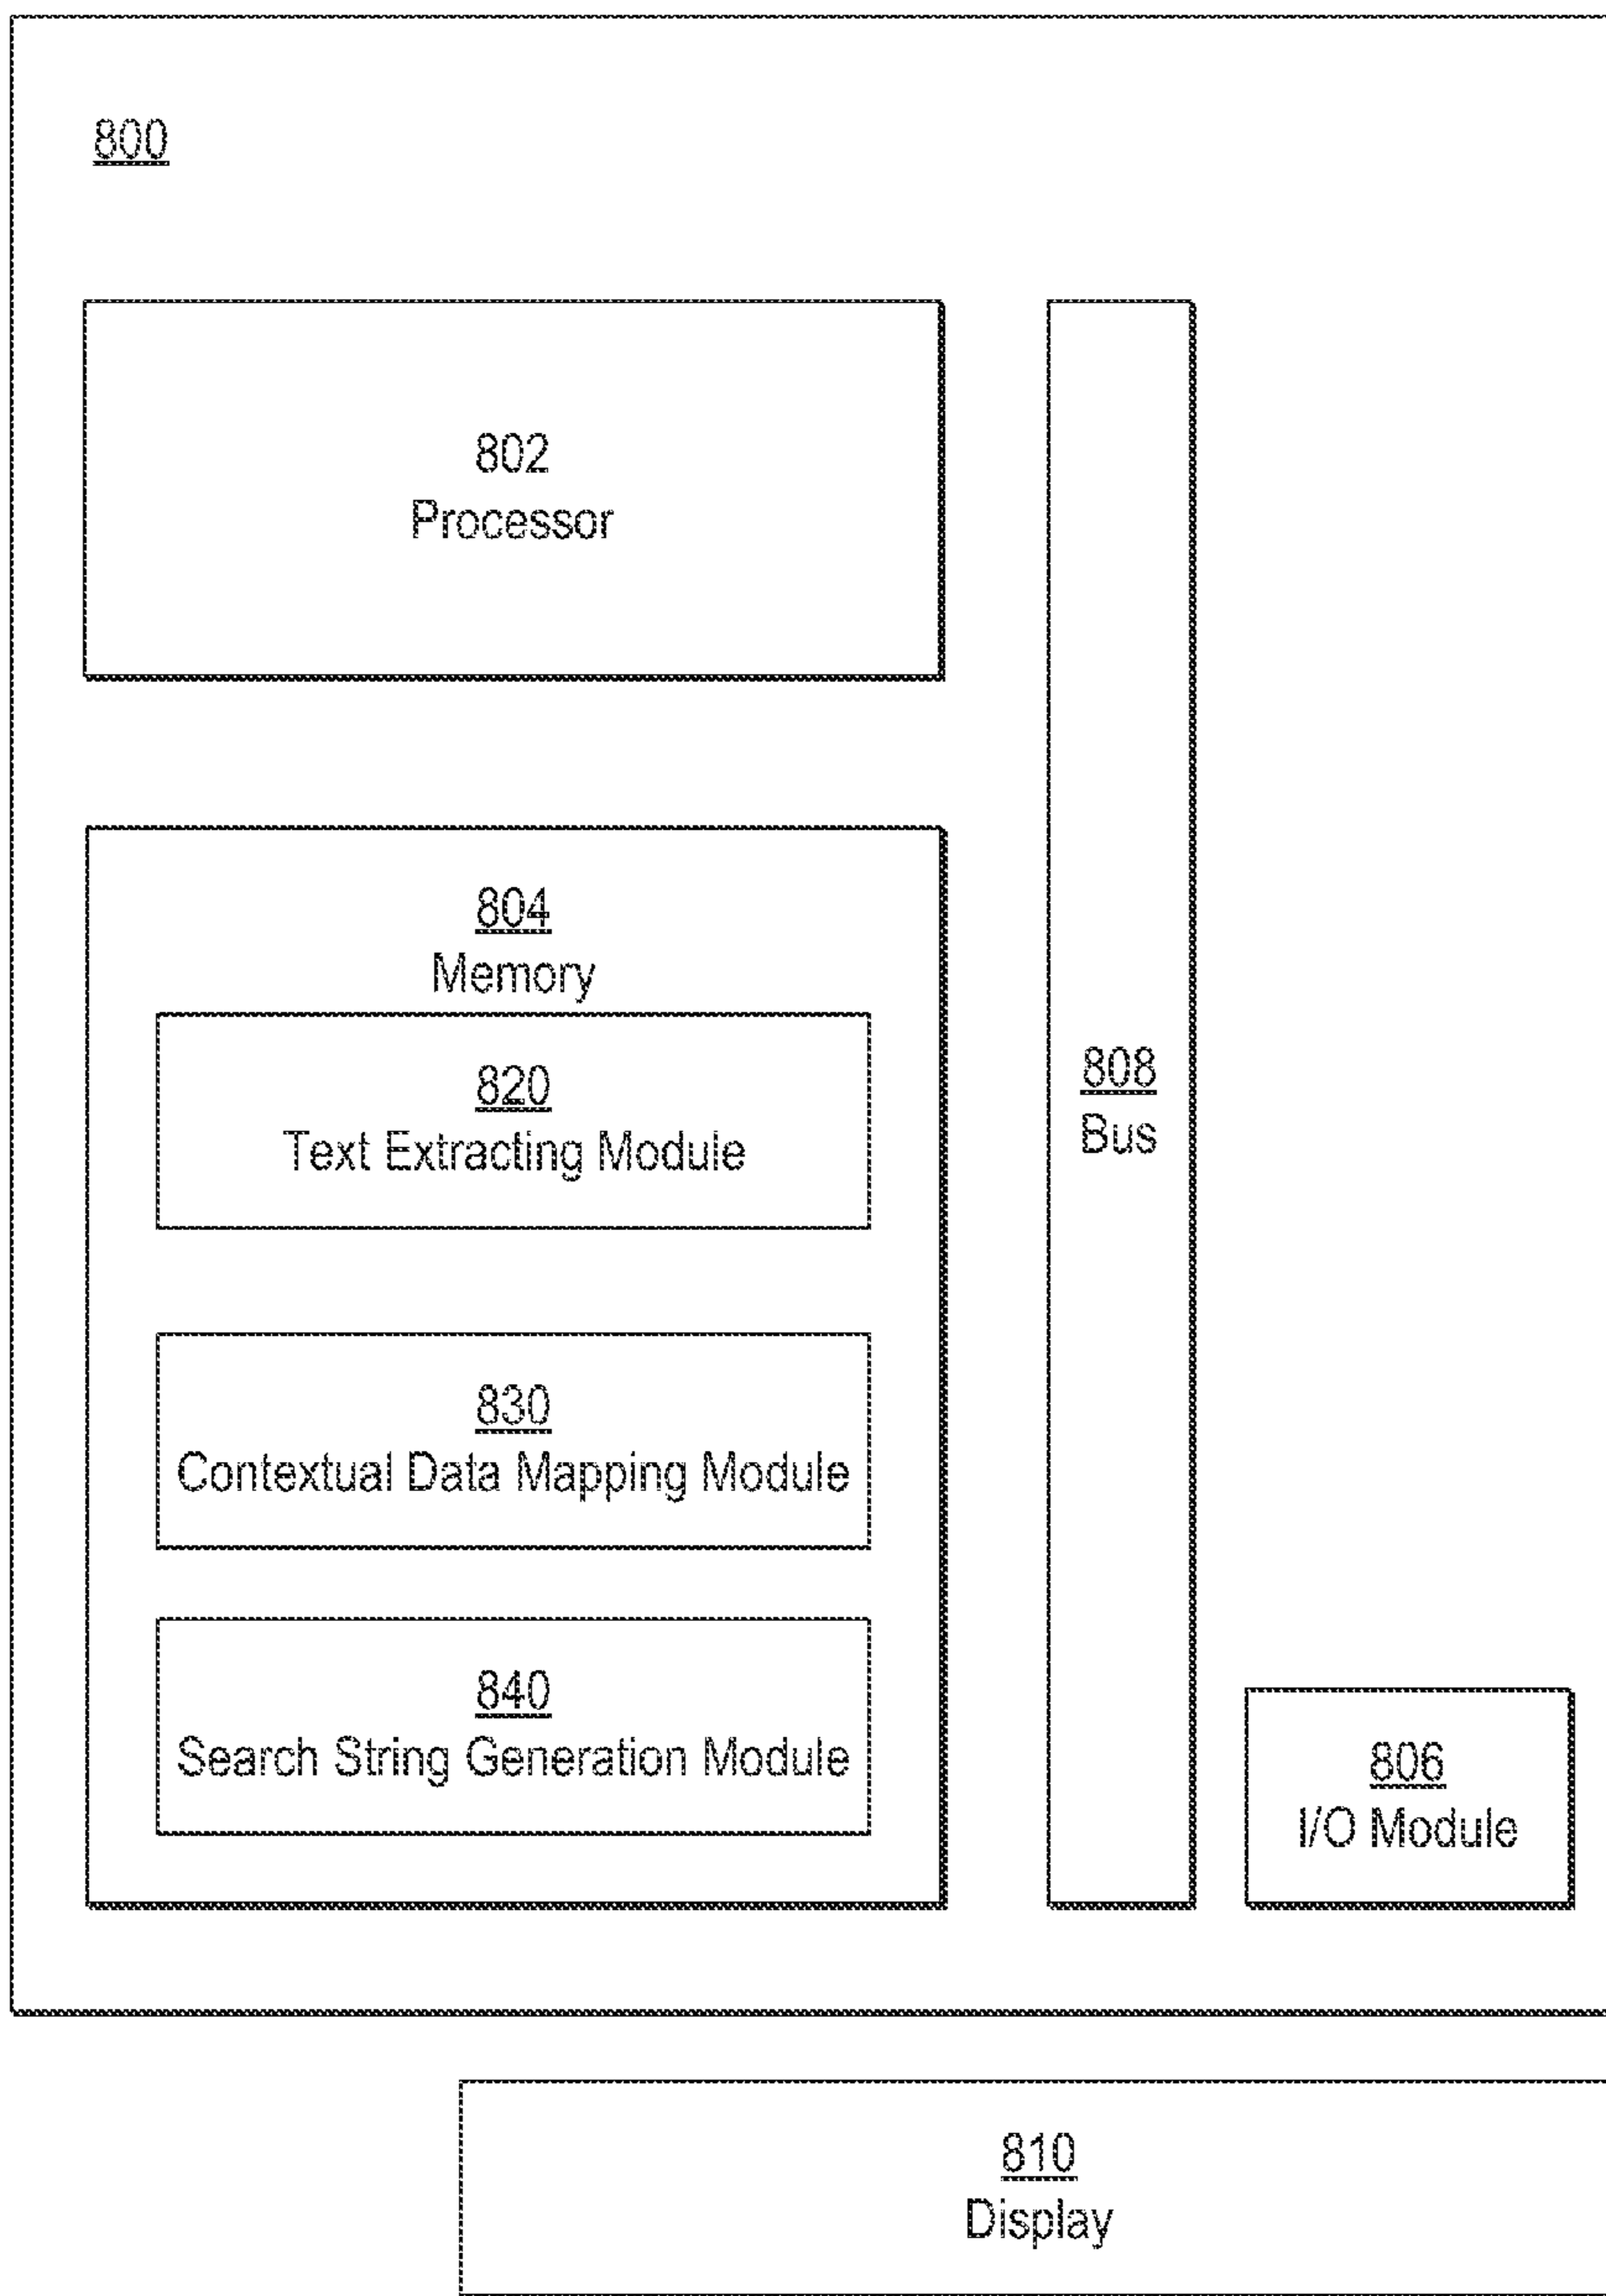 800
802
Processor
804
Memory
820
Text Extracting Module
830
Contextual Data Mapping Module
840
Search String Generation Module
808
Bus
806
I/O Module
810
Display